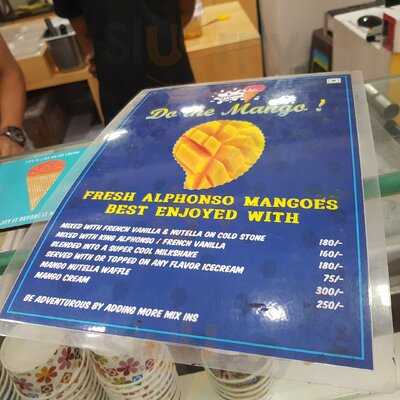 Do the Mango !
FRESH ALPHONSO MANGOES
BEST ENJOYED WITH
MIXED WITH FRENCH VANILLA & NUTELLA ON COLD STONE 180/-
MIXED WITH KING ALPHONSO / FRENCH VANILLA 160/-
BLENDED INTO A SUPER COOL MILKSHAKE 180/-
SERVED WITH OR TOPPED ON ANY FLAVOR ICECREAM 75/-
MANGO NUTELLA WAFFLE 300/-
MANGO CREAM 250/-
BE ADVENTUROUS BY ADDING MORE MIX INS